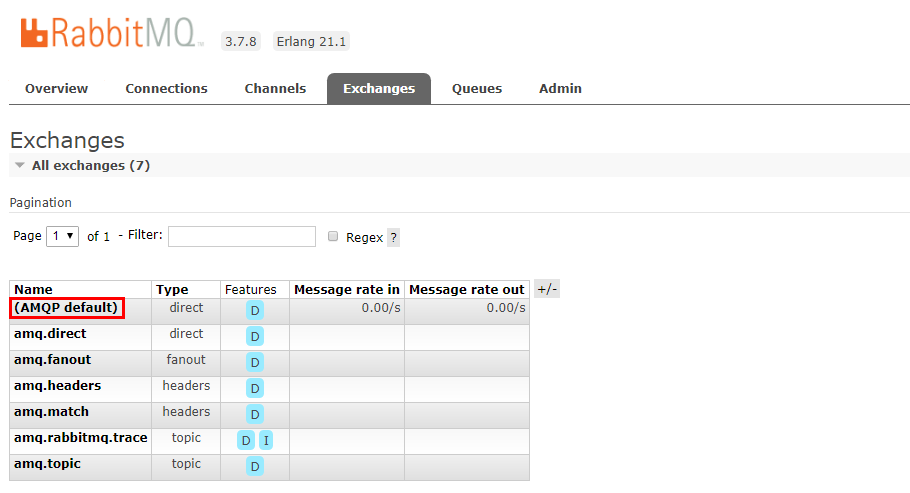 RabbitMQ™ 3.7.8 Erlang 21.1
Overview Connections Channels Exchanges Queues Admin
Exchanges
All exchanges (7)
Pagination
Page 1 of 1 - Filter: Regex ?
Name Type Features Message rate in Message rate out +/-
(AMQP default) direct D 0.00/s 0.00/s
amq.direct direct D
amq.fanout fanout D
amq.headers headers D
amq.match headers D
amq.rabbitmq.trace topic D I
amq.topic topic D